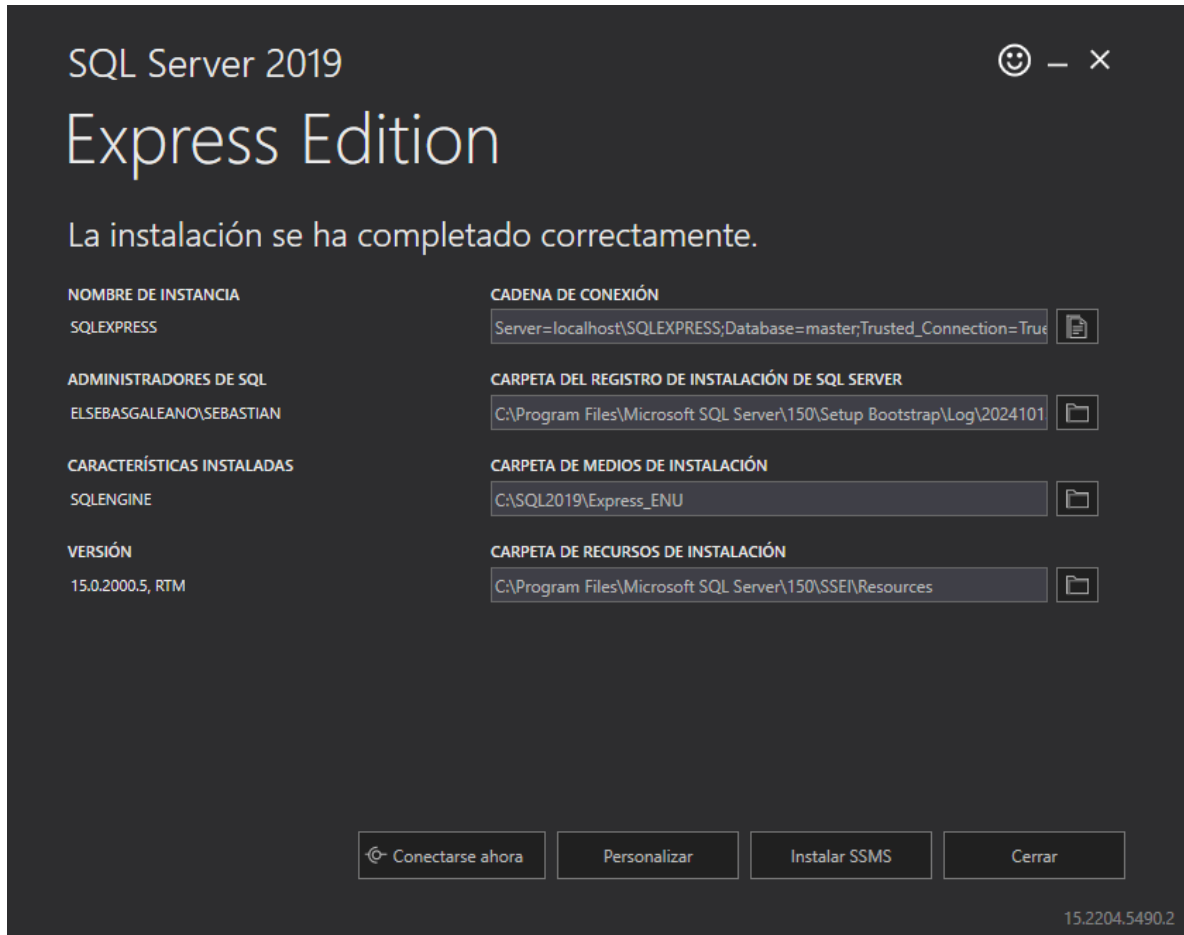 SQL Server 2019
Express Edition
La instalación se ha completado correctamente.
NOMBRE DE INSTANCIA
SQLEXPRESS
CADENA DE CONEXIÓN
Server=localhost\SQLEXPRESS;Database=master;Trusted_Connection=True
ADMINISTRADORES DE SQL
ELSEBASGALEANO\SEBASTIAN
CARPETA DEL REGISTRO DE INSTALACIÓN DE SQL SERVER
C:\Program Files\Microsoft SQL Server\150\Setup Bootstrap\Log\2024101
CARACTERÍSTICAS INSTALADAS
SQLENGINE
CARPETA DE MEDIOS DE INSTALACIÓN
C:\SQL2019\Express_ENU
VERSIÓN
15.0.2000.5, RTM
CARPETA DE RECURSOS DE INSTALACIÓN
C:\Program Files\Microsoft SQL Server\150\SSEI\Resources
Conectarse ahora
Personalizar
Instalar SSMS
Cerrar
15.2204.5490.2